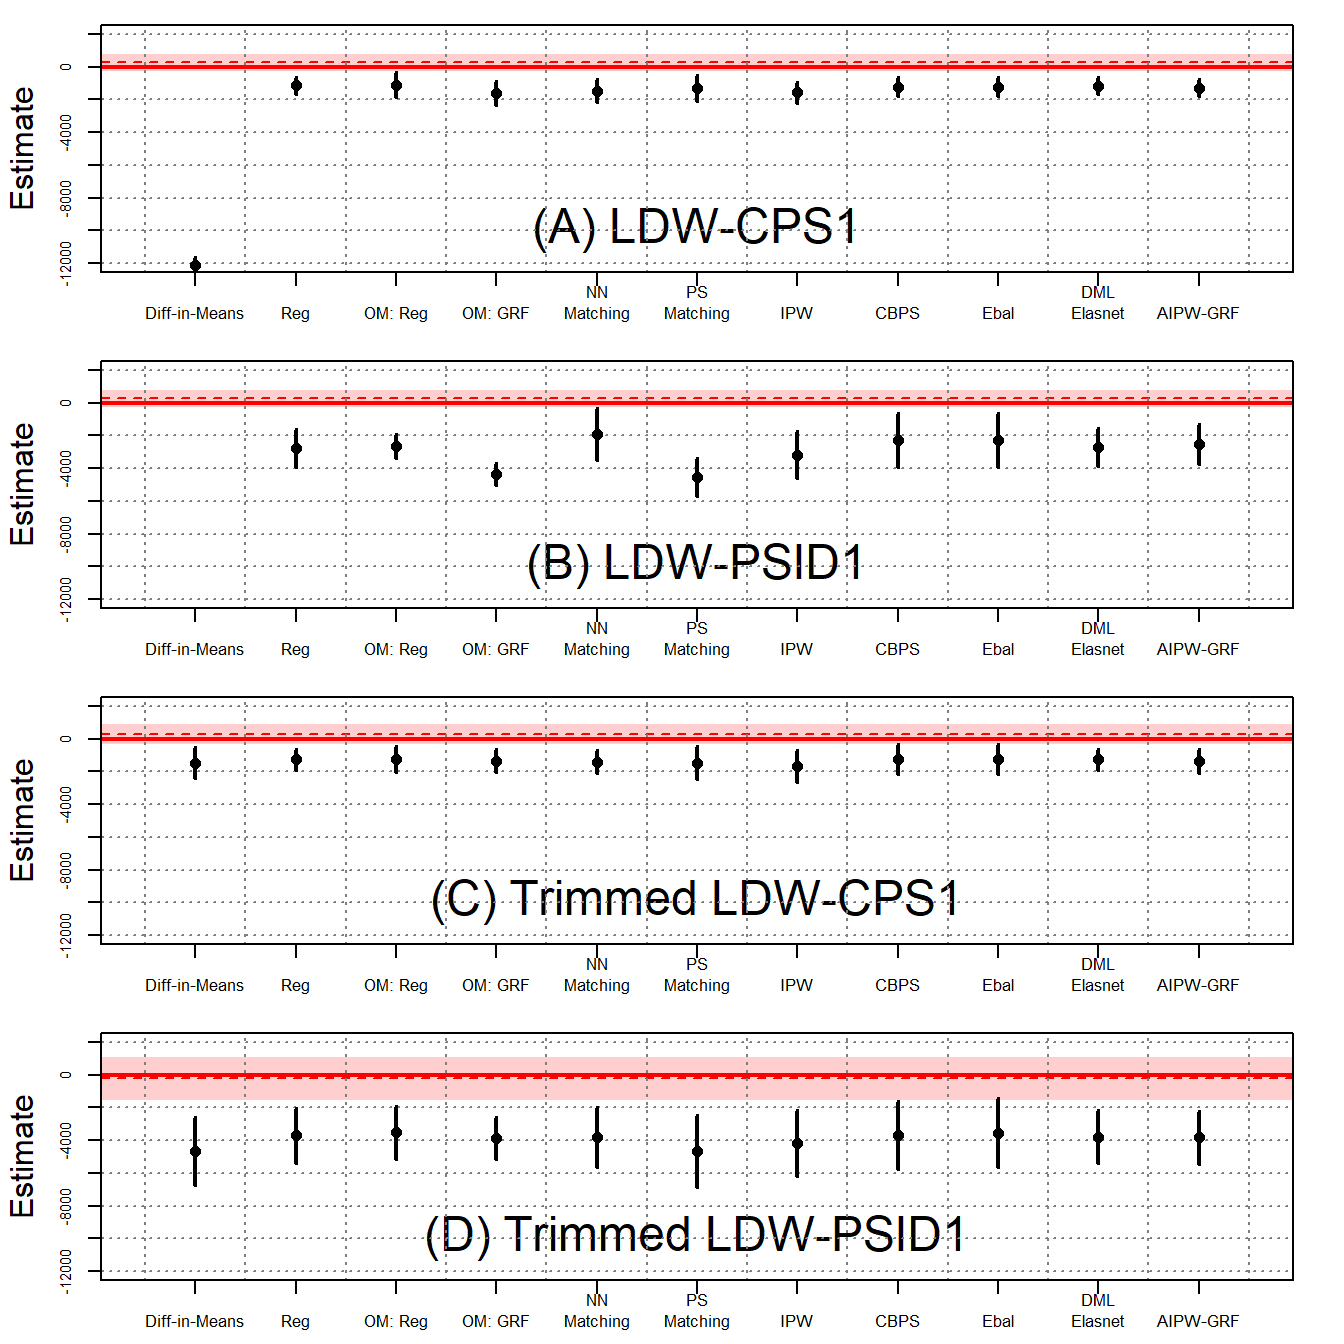 Estimate
0
-4000
-8000
-12000
(A) LDW-CPS1
Diff-in-Means Reg OM: Reg OM: GRF NN Matching PS Matching IPW CBPS Ebal DML Elasnet AIPW-GRF
Estimate
0
-4000
-8000
-12000
(B) LDW-PSID1
Diff-in-Means Reg OM: Reg OM: GRF NN Matching PS Matching IPW CBPS Ebal DML Elasnet AIPW-GRF
Estimate
0
-4000
-8000
-12000
(C) Trimmed LDW-CPS1
Diff-in-Means Reg OM: Reg OM: GRF NN Matching PS Matching IPW CBPS Ebal DML Elasnet AIPW-GRF
Estimate
0
-4000
-8000
-12000
(D) Trimmed LDW-PSID1
Diff-in-Means Reg OM: Reg OM: GRF NN Matching PS Matching IPW CBPS Ebal DML Elasnet AIPW-GRF